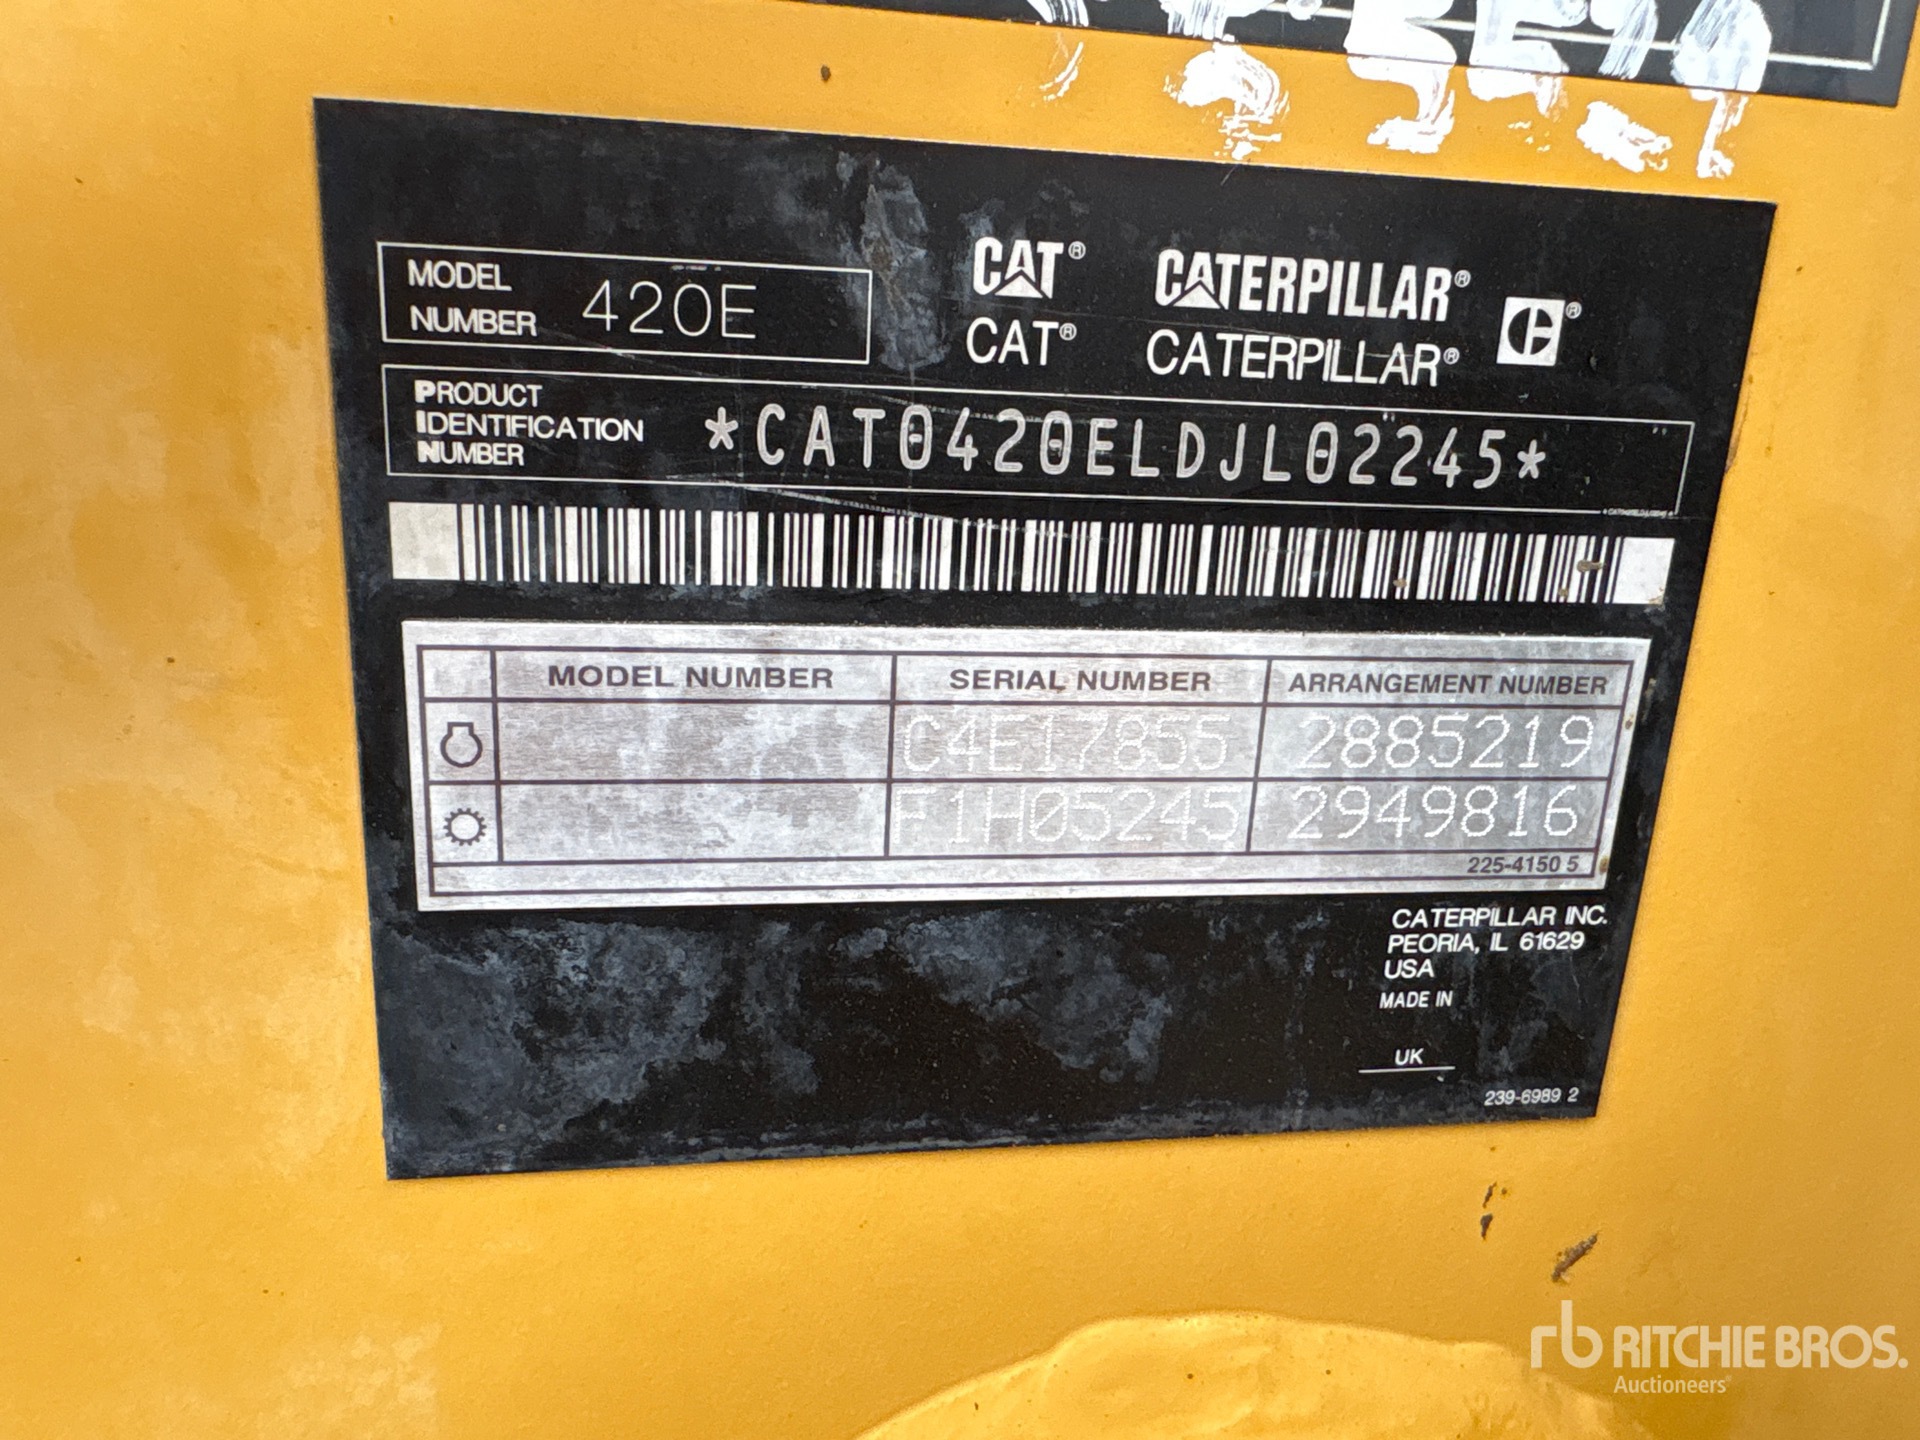 MODEL
NUMBER 420E
CAT® CATERPILLAR®
CAT® CATERPILLAR®
PRODUCT
IDENTIFICATION
NUMBER
*CAT0420ELDJL02245*
MODEL NUMBER SERIAL NUMBER ARRANGEMENT NUMBER
C4E17855 2885219
F1H05245 2949816
225-4150 5
CATERPILLAR INC.
PEORIA, IL 61629
USA
MADE IN
UK
239-6989 2
rb RITCHIE BROS.
Auctioneers